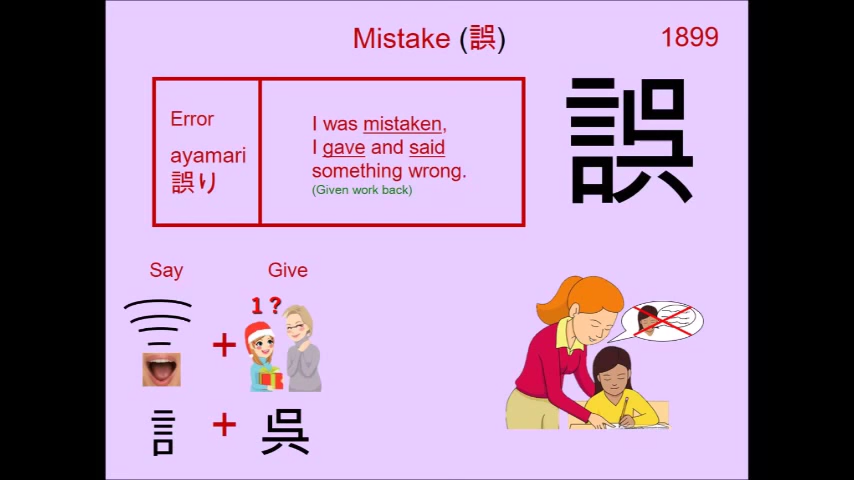 Mistake (誤)
1899
Error
ayamari
誤り
I was mistaken,
I gave and said
something wrong.
(Given work back)
誤
Say
Give
1 ?
+
言 + 呉